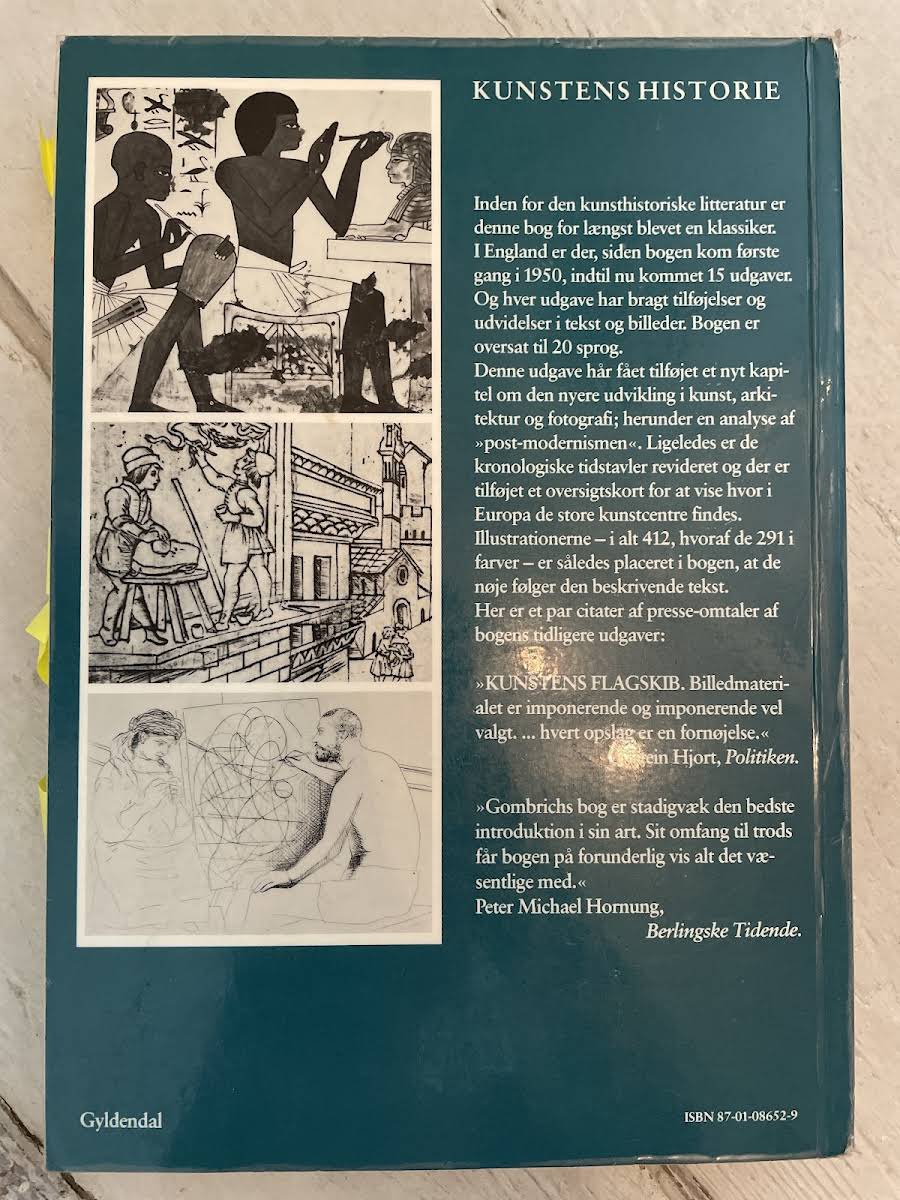 KUNSTENS HISTORIE
Inden for den kunsthistoriske litteratur er
denne bog for længst blevet en klassiker.
I England er der, siden bogen kom første
gang i 1950, indtil nu kommet 15 udgaver.
Og hver udgave har bragt tilføjelser og
udvidelser i tekst og billeder. Bogen er
oversat til 20 sprog.
Denne udgave hår fået tilføjet et nyt kapi-
tel om den nyere udvikling i kunst, arki-
tektur og fotografi; herunder en analyse af
»post-modernismen«. Ligeledes er de
kronologiske tidstavler revideret og der er
tilføjet et oversigtskort for at vise hvor i
Europa de store kunstcentre findes.
Illustrationerne – i alt 412, hvoraf de 291 i
farver – er således placeret i bogen, at de
nøje følger den beskrivende tekst.
Her er et par citater af presse-omtaler af
bogens tidligere udgaver:
»KUNSTENS FLAGSKIB. Billedmateri-
alet er imponerende og imponerende vel
valgt. ... hvert opslag er en fornøjelse.«
Hjort, Politiken.
»Gombrichs bog er stadigvæk den bedste
introduktion i sin art. Sit omfang til trods
får bogen på forunderlig vis alt det væ-
sentlige med.«
Peter Michael Hornung,
Berlingske Tidende.
Gyldendal
ISBN 87-01-08652-9